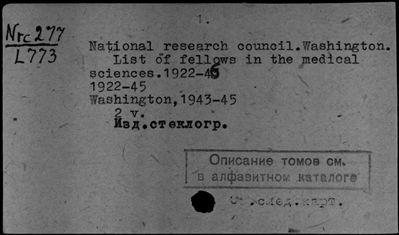 1.
Nrc 277
L773
National research council.Washington.
List of fellows in the medical
sciences.1922-45
1922-45
Washington,1943-45
2 v.
Изд.стеклогр.
Описание томов см.
в алфавитном каталоге